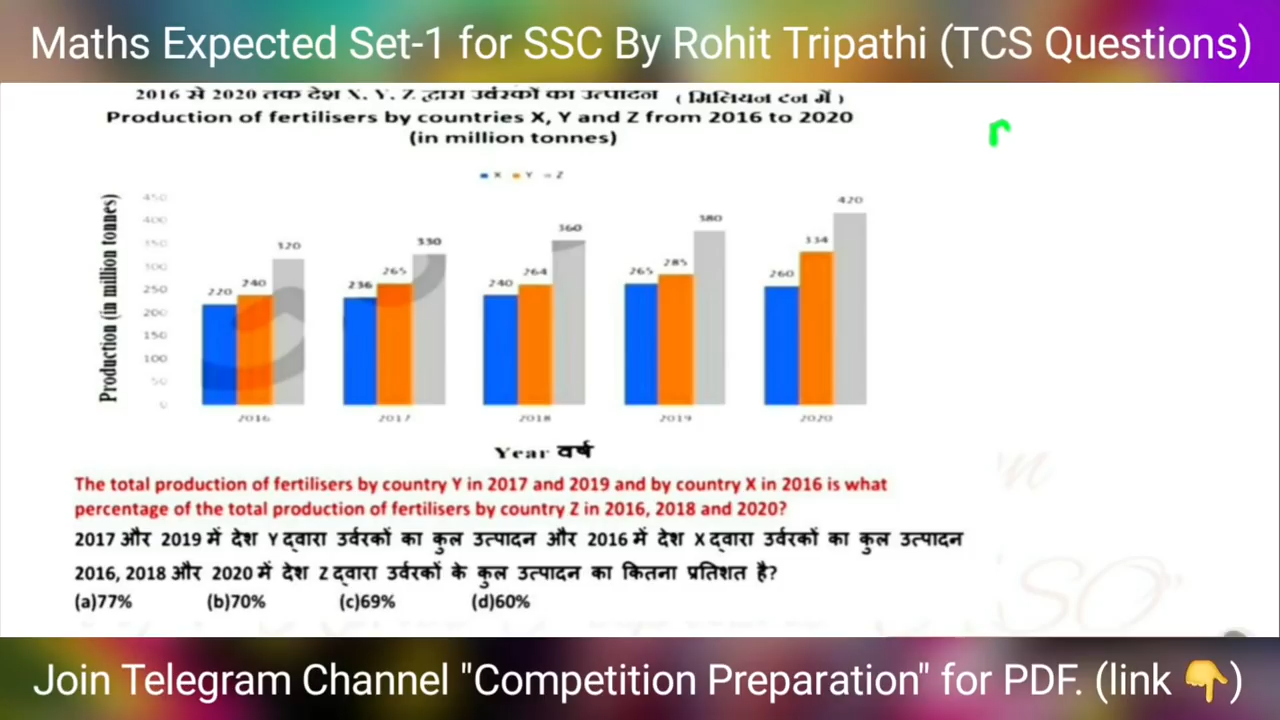 Maths Expected Set-1 for SSC By Rohit Tripathi (TCS Questions)
2016 से 2020 तक देश X, Y, Z द्वारा उर्वरकों का उत्पादन (मिलियन टन में)
Production of fertilisers by countries X, Y and Z from 2016 to 2020
(in million tonnes)
X Y Z
Production (in million tonnes)
450
400
350
300
250
200
150
100
50
0
220 240 320
236 265 330
240 264 360
265 285 380
260 334 420
2016 2017 2018 2019 2020
Year वर्ष
The total production of fertilisers by country Y in 2017 and 2019 and by country X in 2016 is what
percentage of the total production of fertilisers by country Z in 2016, 2018 and 2020?
2017 और 2019 में देश Y द्वारा उर्वरकों का कुल उत्पादन और 2016 में देश X द्वारा उर्वरकों का कुल उत्पादन
2016, 2018 और 2020 में देश Z द्वारा उर्वरकों के कुल उत्पादन का कितना प्रतिशत है?
(a)77% (b)70% (c)69% (d)60%
Join Telegram Channel "Competition Preparation" for PDF. (link 👇)